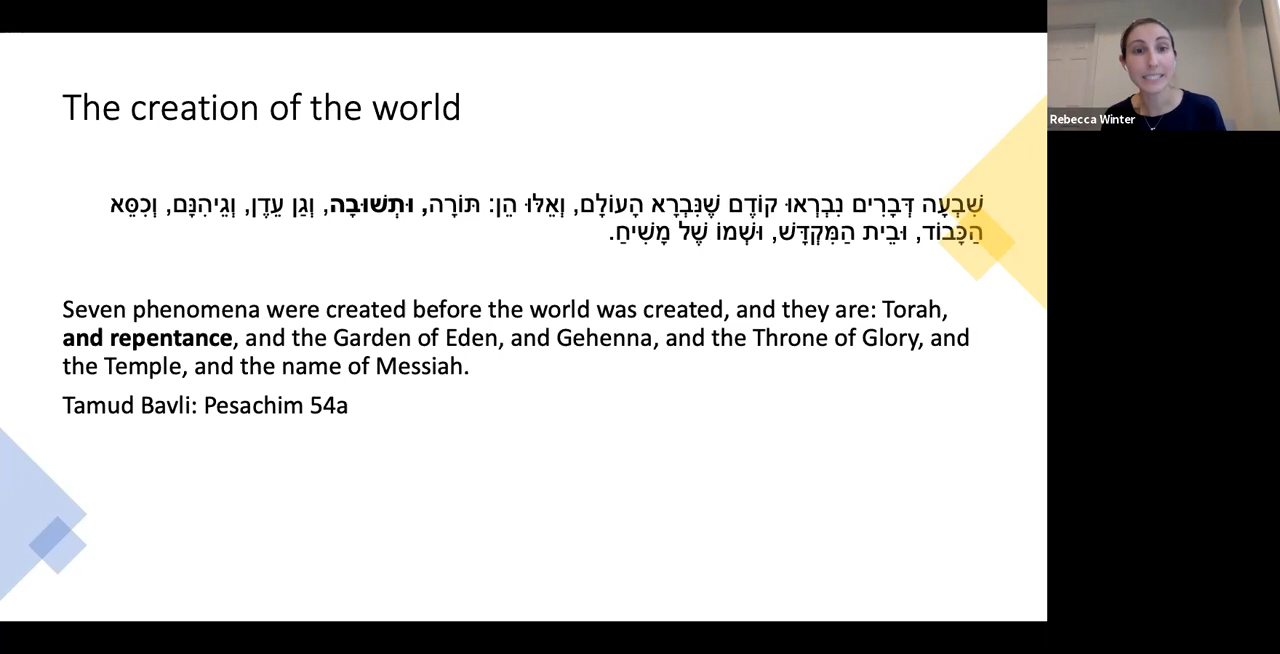 The creation of the world
Rebecca Winter
שִׁבְעָה דְּבָרִים נִבְרְאוּ קוֹדֶם שֶׁנִּבְרָא הָעוֹלָם, וְאֵלּוּ הֵן: תּוֹרָה, וּתְשׁוּבָה, וְגַן עֵדֶן, וְגֵיהִנָּם, וְכִסֵּא
הַכָּבוֹד, וּבֵית הַמִּקְדָּשׁ, וּשְׁמוֹ שֶׁל מָשִׁיחַ.
Seven phenomena were created before the world was created, and they are: Torah,
and repentance, and the Garden of Eden, and Gehenna, and the Throne of Glory, and
the Temple, and the name of Messiah.
Tamud Bavli: Pesachim 54a